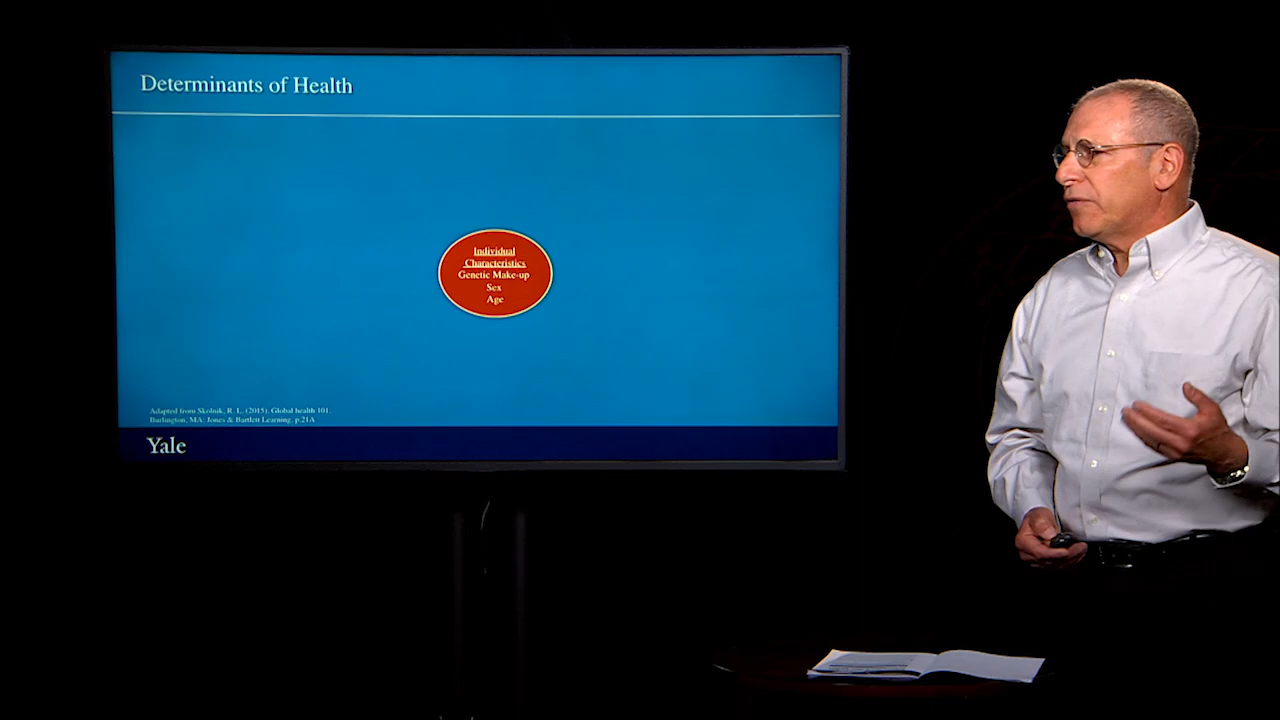 Determinants of Health
Individual
Characteristics
Genetic Make-up
Sex
Age
Adapted from Skolnik, R. L. (2015). Global health 101.
Burlington, MA: Jones & Bartlett Learning. p.21A
Yale